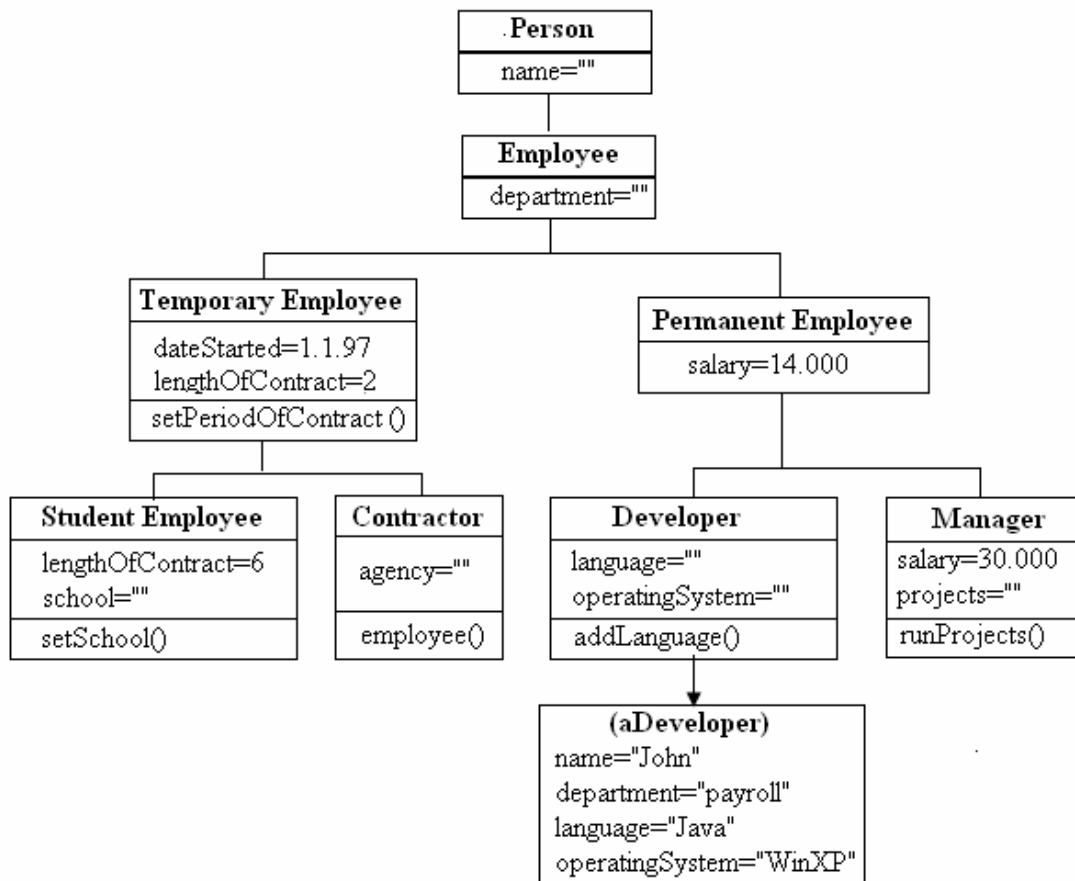 .Person
name=""
Employee
department=""
Temporary Employee
dateStarted=1.1.97
lengthOfContract=2
setPeriodOfContract ()
Permanent Employee
salary=14.000
Student Employee
lengthOfContract=6
school=""
setSchool()
Contractor
agency=""
employee()
Developer
language=""
operatingSystem=""
addLanguage()
Manager
salary=30.000
projects=""
runProjects()
(aDeveloper)
name="John"
department="payroll"
language="Java"
operatingSystem="WinXP"